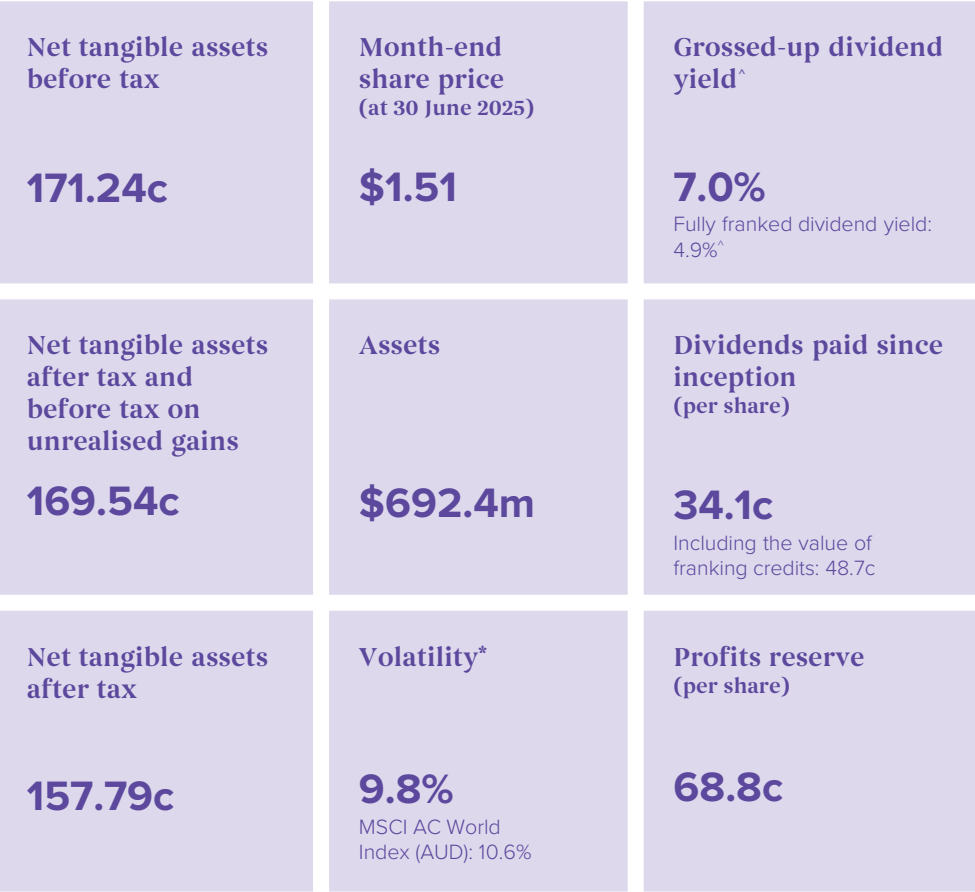 Net tangible assets
before tax
171.24c
Month-end
share price
(at 30 June 2025)
$1.51
Grossed-up dividend
yield^
7.0%
Fully franked dividend yield:
4.9%^
Net tangible assets
after tax and
before tax on
unrealised gains
169.54c
Assets
$692.4m
Dividends paid since
inception
(per share)
34.1c
Including the value of
franking credits: 48.7c
Net tangible assets
after tax
157.79c
Volatility*
9.8%
MSCI AC World
Index (AUD): 10.6%
Profits reserve
(per share)
68.8c